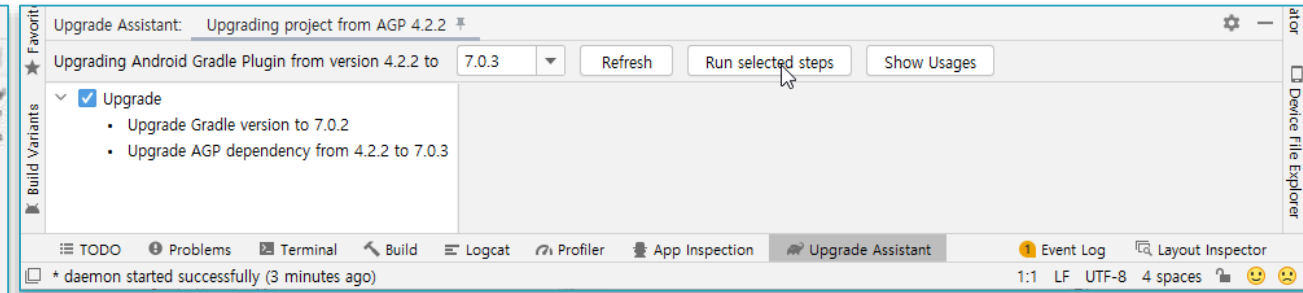 Upgrade Assistant: Upgrading project from AGP 4.2.2
Upgrading Android Gradle Plugin from version 4.2.2 to 7.0.3 Refresh Run selected steps Show Usages
Upgrade
Upgrade Gradle version to 7.0.2
Upgrade AGP dependency from 4.2.2 to 7.0.3
Build Variants
Device File Explorer
TODO Problems Terminal Build Logcat Profiler App Inspection Upgrade Assistant 1 Event Log Layout Inspector
* daemon started successfully (3 minutes ago) 1:1 LF UTF-8 4 spaces